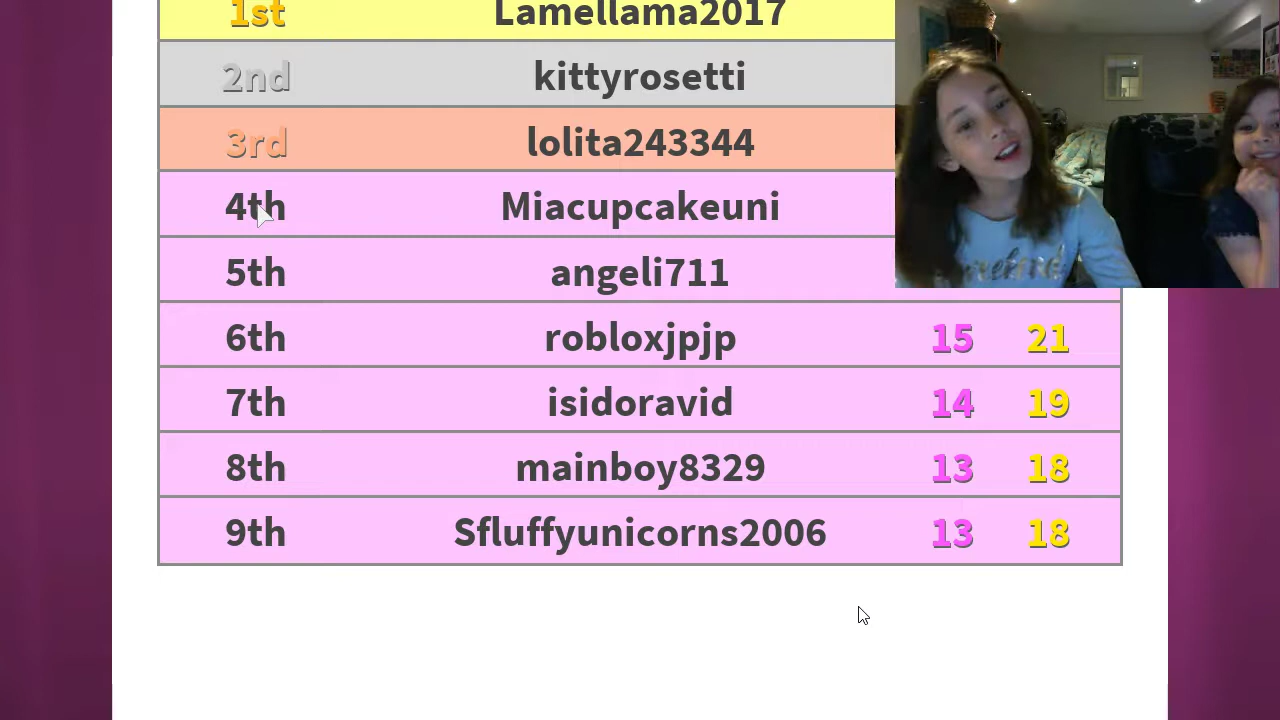 1st Lamellama2017
2nd kittyrosetti
3rd lolita243344
4th Miacupcakeuni
5th angeli711
6th robloxjpjp 15 21
7th isidoravid 14 19
8th mainboy8329 13 18
9th Sfluffyunicorns2006 13 18